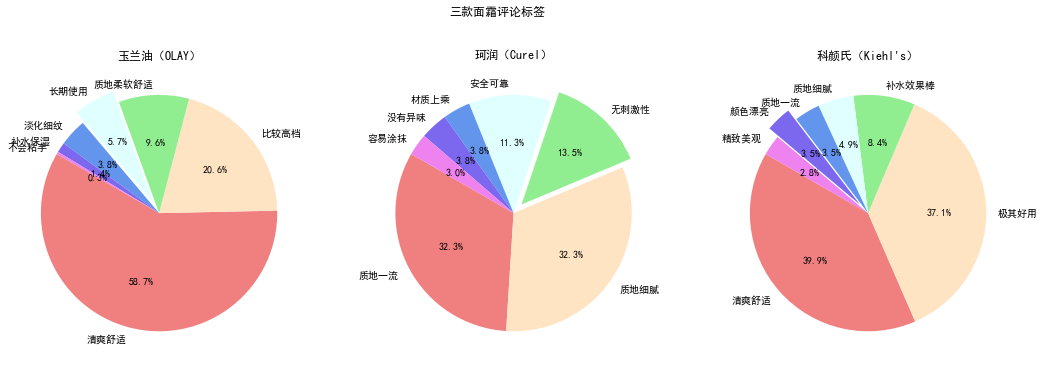 三款面霜评论标签
玉兰油（OLAY）
质地柔软舒适
长期使用
淡化细纹
补水保湿
不会粘手
比较高档
清爽舒适
5.7%
9.6%
20.6%
3.8%
1.4%
0.3%
58.7%
珂润（Curel）
安全可靠
材质上乘
没有异味
容易涂抹
无刺激性
质地一流
质地细腻
11.3%
13.5%
3.8%
3.8%
3.0%
32.3%
32.3%
科颜氏（Kiehl's）
补水效果棒
质地细腻
质地一流
颜色漂亮
精致美观
极其好用
清爽舒适
8.4%
4.9%
3.5%
3.5%
2.8%
37.1%
39.9%